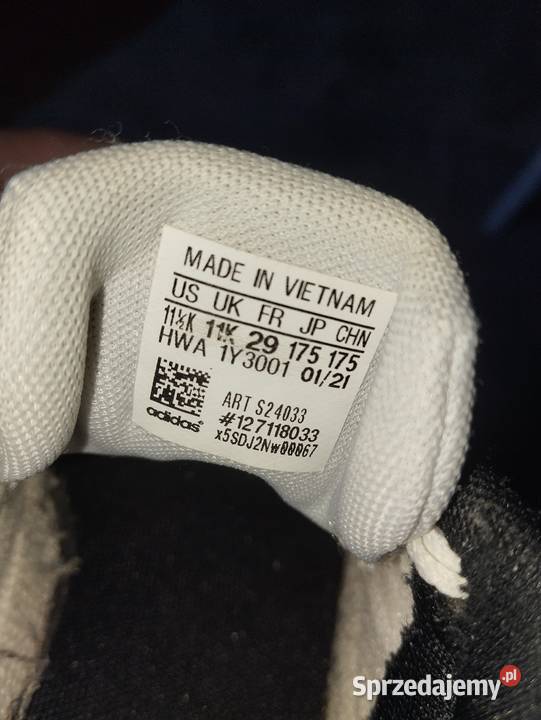 MADE IN VIETNAM
US UK FR JP CHN
11½K 11K 29 175 175
HWA 1Y3001 01/21
ART S24033
#127118033
x5SDJ2Nw00067
adidas
Sprzedajemy.pl